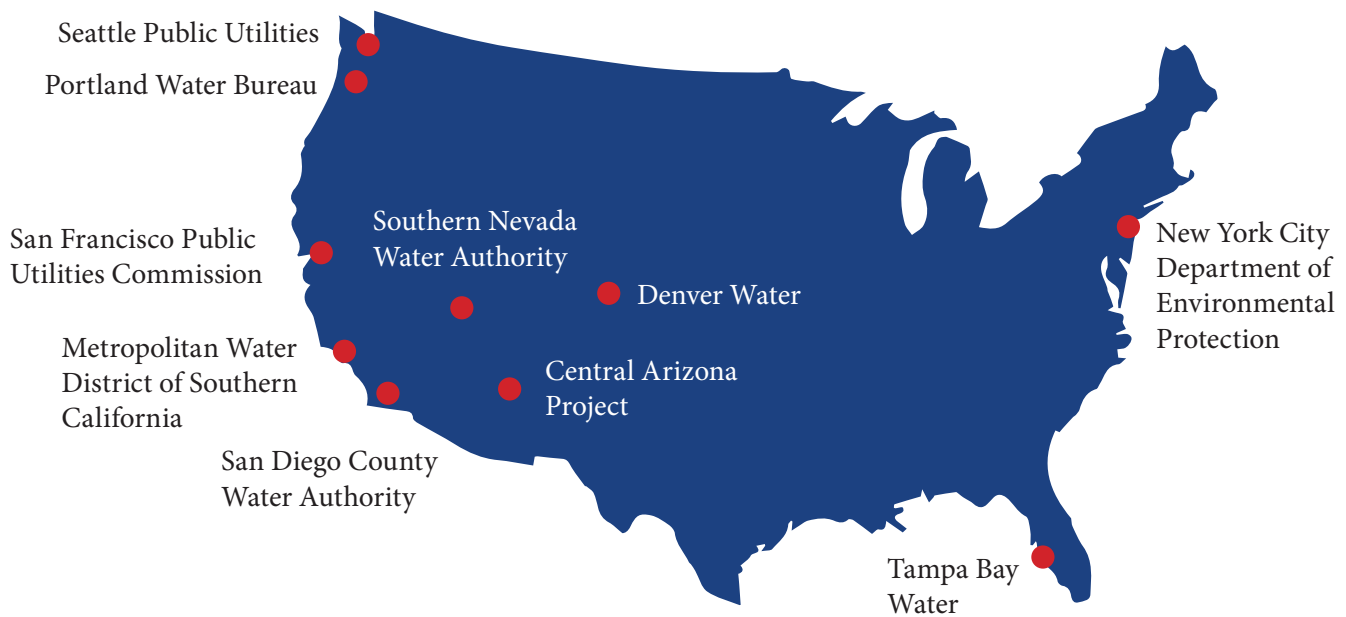 Seattle Public Utilities
Portland Water Bureau
Southern Nevada
Water Authority
San Francisco Public
Utilities Commission
New York City
Department of
Environmental
Protection
Denver Water
Metropolitan Water
District of Southern
California
Central Arizona
Project
San Diego County
Water Authority
Tampa Bay
Water